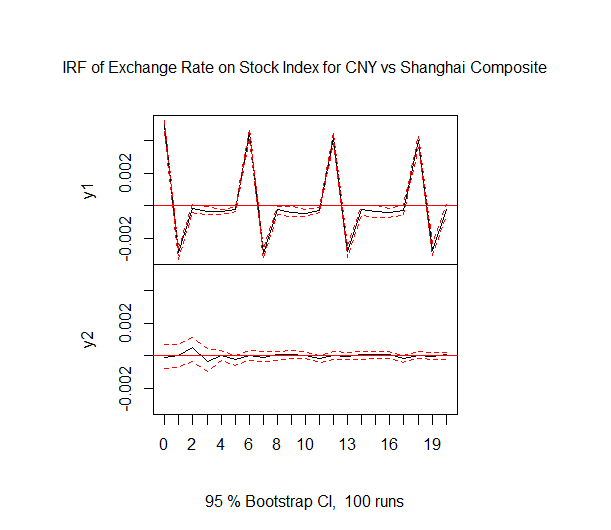 IRF of Exchange Rate on Stock Index for CNY vs Shanghai Composite
y1
0.002
-0.002
y2
0.002
-0.002
0 2 4 6 8 10 13 16 19
95 % Bootstrap CI, 100 runs